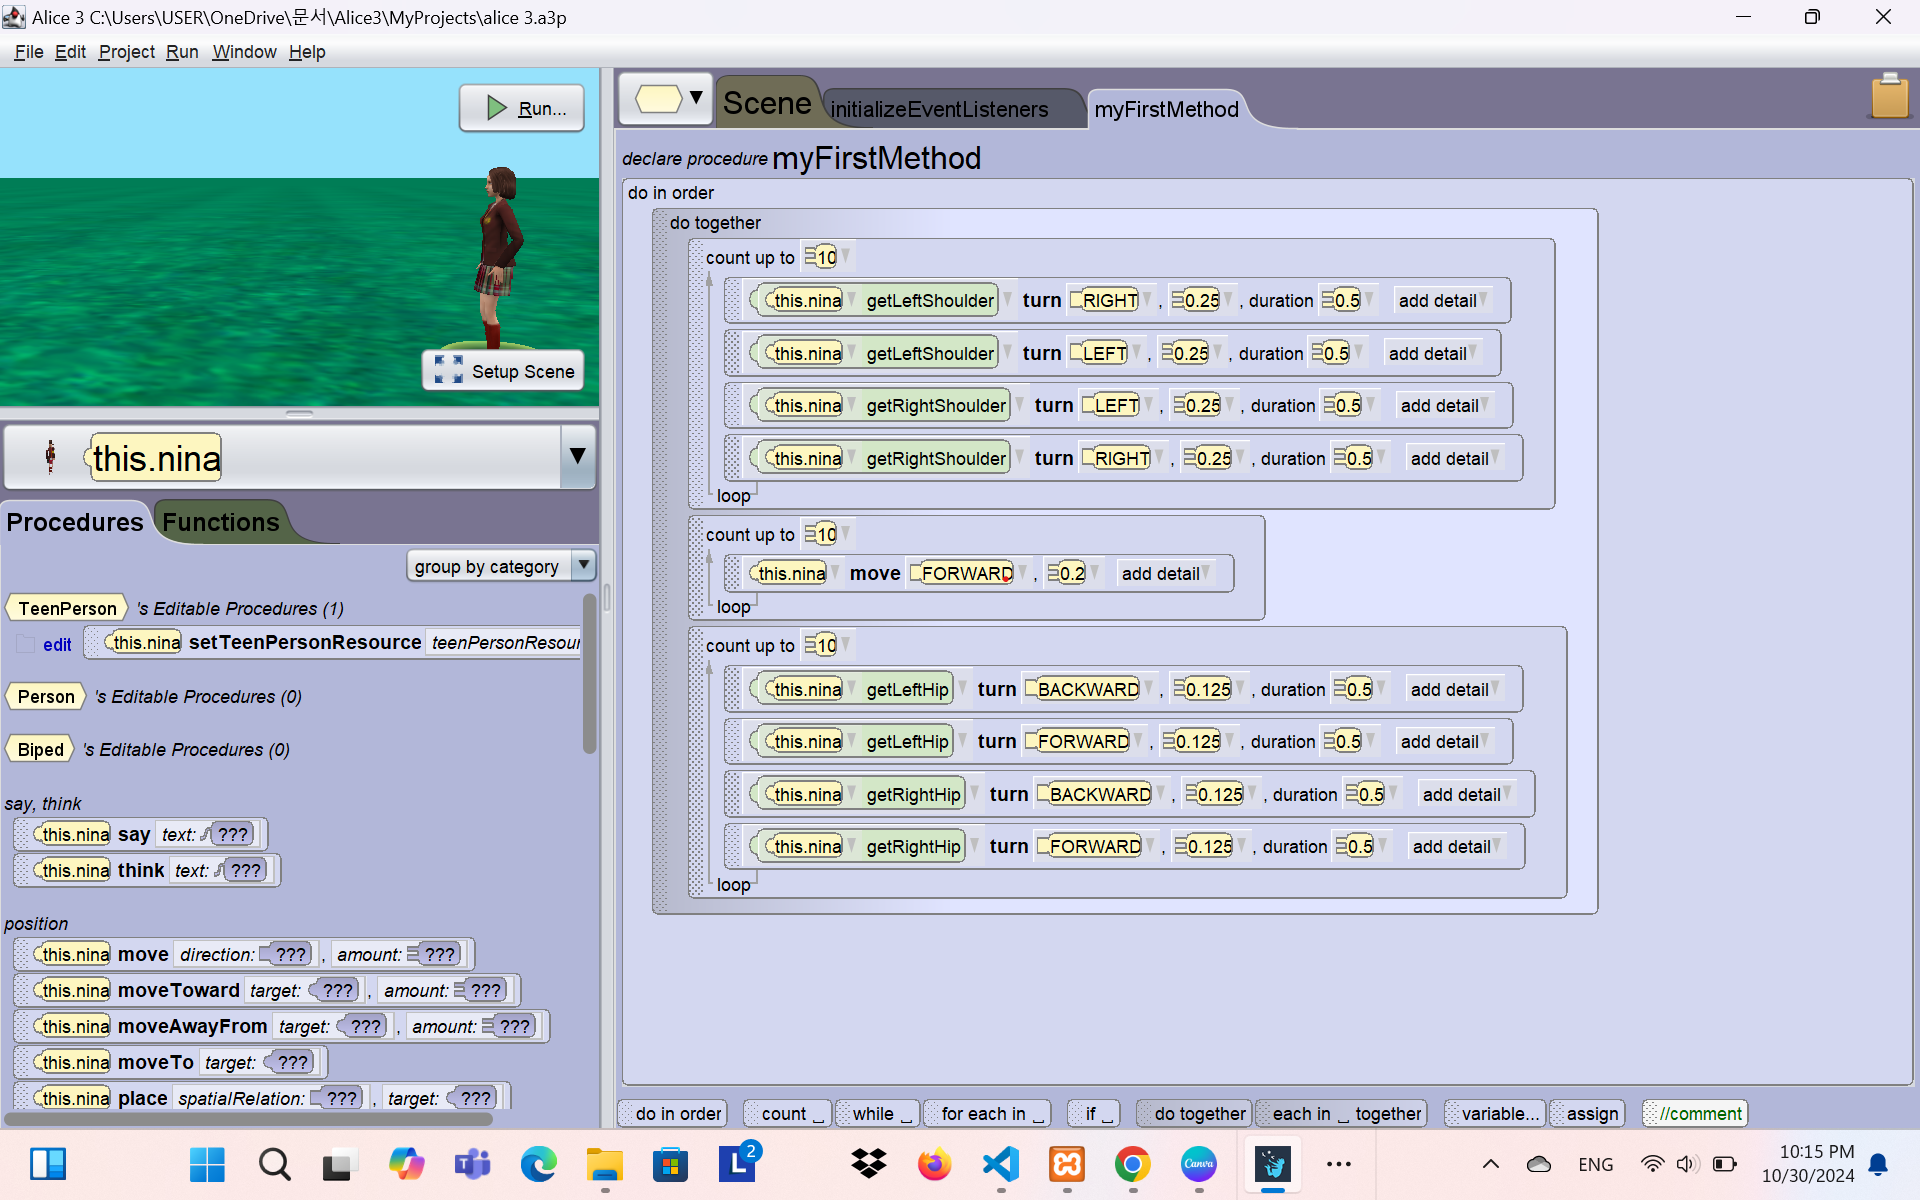 Alice 3 C:\Users\USER\OneDrive\문서\Alice3\MyProjects\alice 3.a3p
File Edit Project Run Window Help
Run...
Setup Scene
this.nina
Procedures Functions
group by category
TeenPerson 's Editable Procedures (1)
edit this.nina setTeenPersonResource teenPersonResour
Person 's Editable Procedures (0)
Biped 's Editable Procedures (0)
say, think
this.nina say text: ???
this.nina think text: ???
position
this.nina move direction: ??? , amount: ???
this.nina moveToward target: ??? , amount: ???
this.nina moveAwayFrom target: ??? , amount: ???
this.nina moveTo target: ???
this.nina place spatialRelation: ??? , target: ???
Scene initializeEventListeners myFirstMethod
declare procedure myFirstMethod
do in order
do together
count up to 10
this.nina getLeftShoulder turn RIGHT , 0.25 , duration 0.5 add detail
this.nina getLeftShoulder turn LEFT , 0.25 , duration 0.5 add detail
this.nina getRightShoulder turn LEFT , 0.25 , duration 0.5 add detail
this.nina getRightShoulder turn RIGHT , 0.25 , duration 0.5 add detail
loop
count up to 10
this.nina move FORWARD , 0.2 add detail
loop
count up to 10
this.nina getLeftHip turn BACKWARD , 0.125 , duration 0.5 add detail
this.nina getLeftHip turn FORWARD , 0.125 , duration 0.5 add detail
this.nina getRightHip turn BACKWARD , 0.125 , duration 0.5 add detail
this.nina getRightHip turn FORWARD , 0.125 , duration 0.5 add detail
loop
do in order count _ while _ for each in _ if _ do together each in _ together variable... assign //comment
L 2 Canva ENG 10:15 PM
10/30/2024